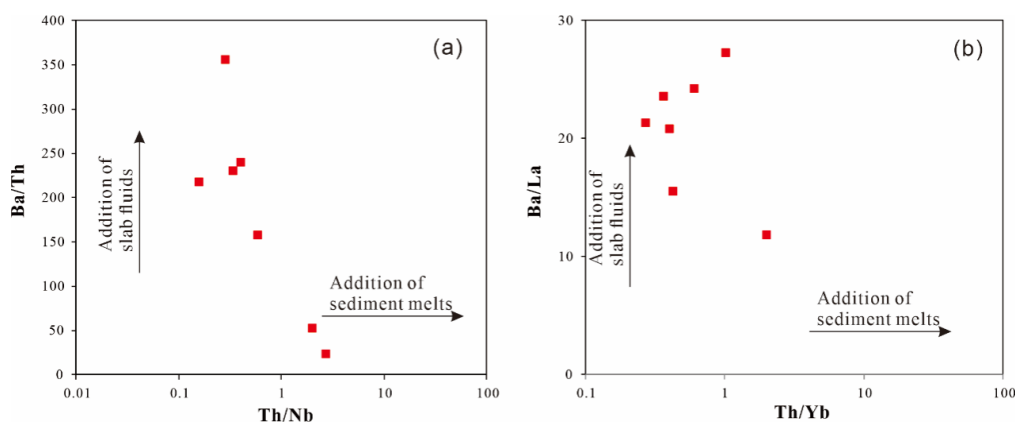 400
350
300
250
200
150
100
50
0
Ba/Th
(a)
Addition of
slab fluids
Addition of
sediment melts
0.01
0.1
1
10
100
Th/Nb
30
20
10
0
Ba/La
(b)
Addition of
slab fluids
Addition of
sediment melts
0.1
1
10
100
Th/Yb